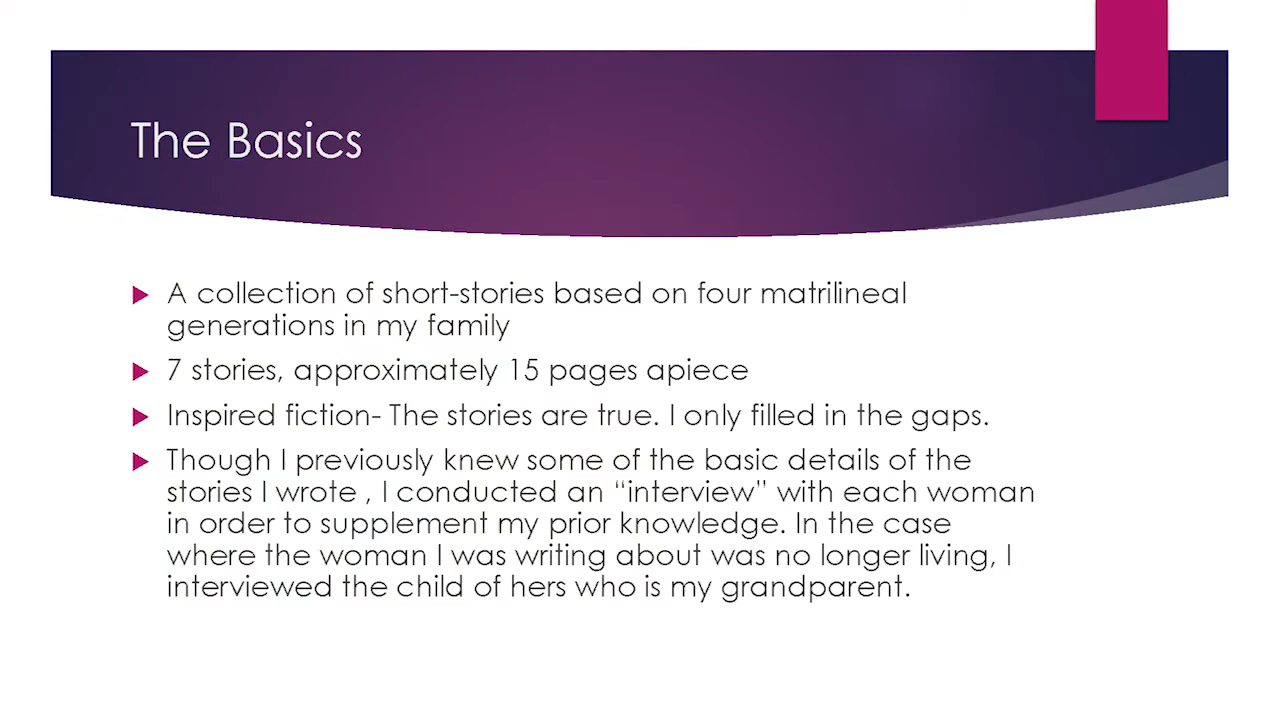 The Basics
A collection of short-stories based on four matrilineal
generations in my family
7 stories, approximately 15 pages apiece
Inspired fiction- The stories are true. I only filled in the gaps.
Though I previously knew some of the basic details of the
stories I wrote , I conducted an “interview” with each woman
in order to supplement my prior knowledge. In the case
where the woman I was writing about was no longer living, I
interviewed the child of hers who is my grandparent.